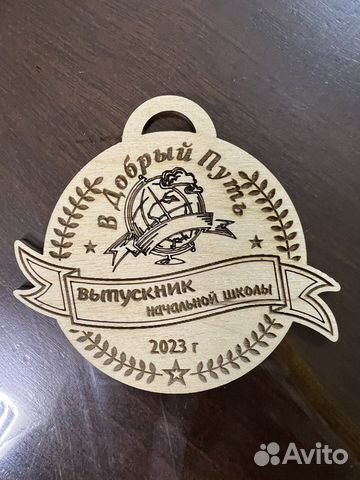 В Добрый Путь
выпускник
начальной школы
2023 г
Avito